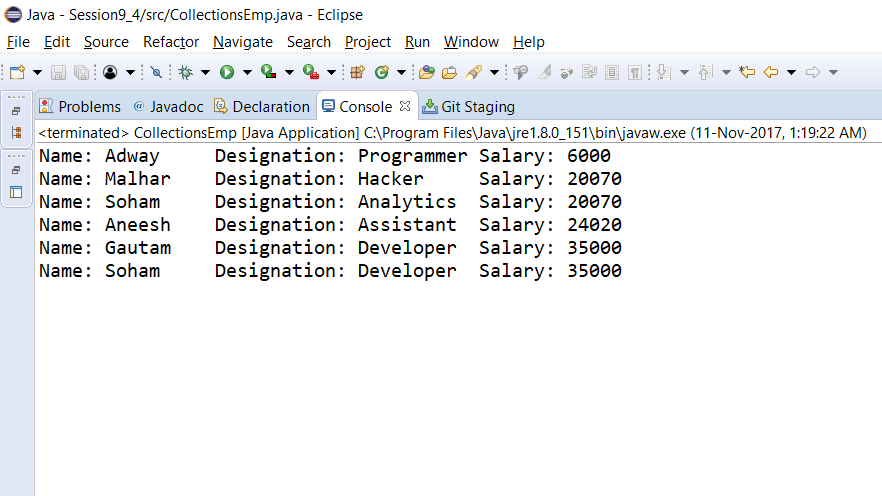 Java - Session9_4/src/CollectionsEmp.java - Eclipse
File Edit Source Refactor Navigate Search Project Run Window Help
Problems @ Javadoc Declaration Console Git Staging
<terminated> CollectionsEmp [Java Application] C:\Program Files\Java\jre1.8.0_151\bin\javaw.exe (11-Nov-2017, 1:19:22 AM)
Name: Adway     Designation: Programmer Salary: 6000
Name: Malhar    Designation: Hacker     Salary: 20070
Name: Soham     Designation: Analytics  Salary: 20070
Name: Aneesh    Designation: Assistant  Salary: 24020
Name: Gautam    Designation: Developer  Salary: 35000
Name: Soham     Designation: Developer  Salary: 35000